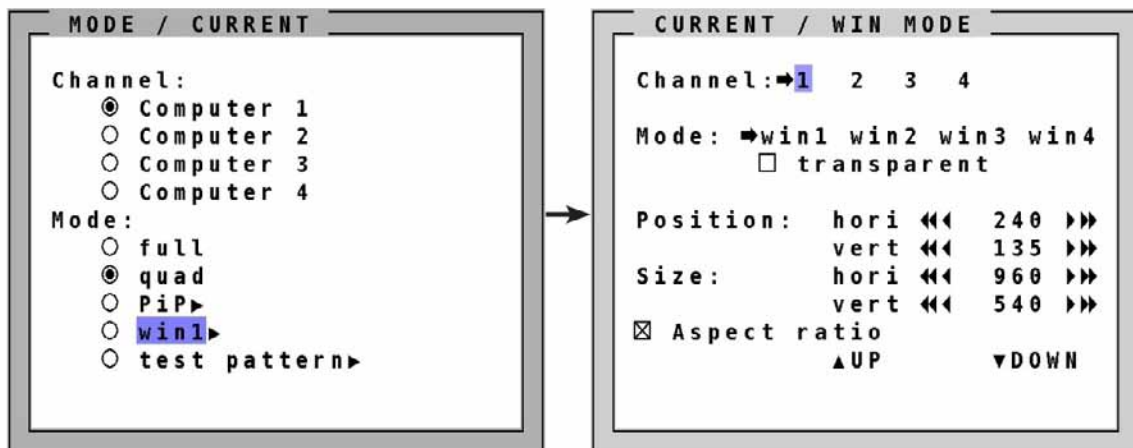 MODE / CURRENT
Channel:
Computer 1
Computer 2
Computer 3
Computer 4
Mode:
full
quad
PiP▶
win1▶
test pattern▶
CURRENT / WIN MODE
Channel:➡1 2 3 4
Mode: ➡win1 win2 win3 win4
transparent
Position: hori 240
vert 135
Size: hori 960
vert 540
Aspect ratio
▲UP ▼DOWN